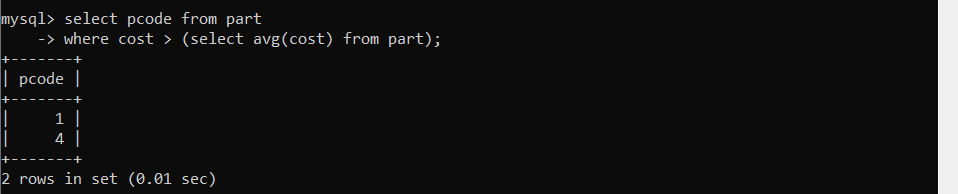 mysql> select pcode from part
    -> where cost > (select avg(cost) from part);
+-------+
| pcode |
+-------+
|     1 |
|     4 |
+-------+
2 rows in set (0.01 sec)